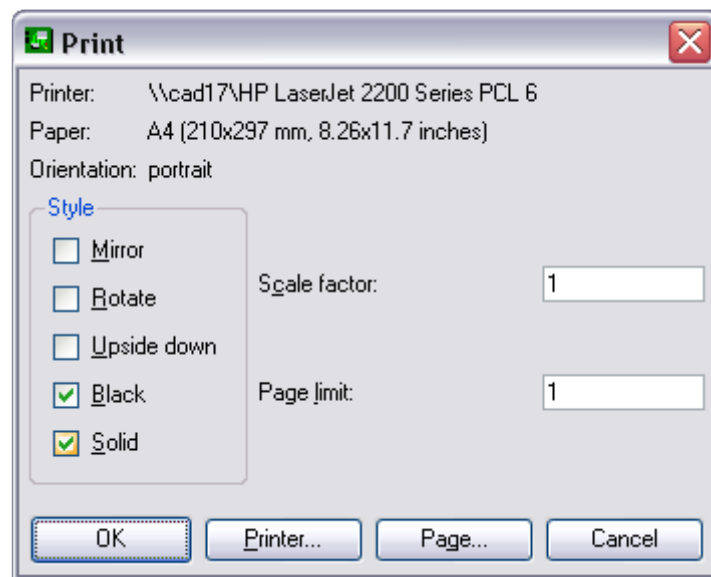 Print
Printer: \\cad17\HP LaserJet 2200 Series PCL 6
Paper: A4 (210x297 mm, 8.26x11.7 inches)
Orientation: portrait
Style
Mirror
Rotate
Upside down
Black
Solid
Scale factor: 1
Page limit: 1
OK Printer... Page... Cancel